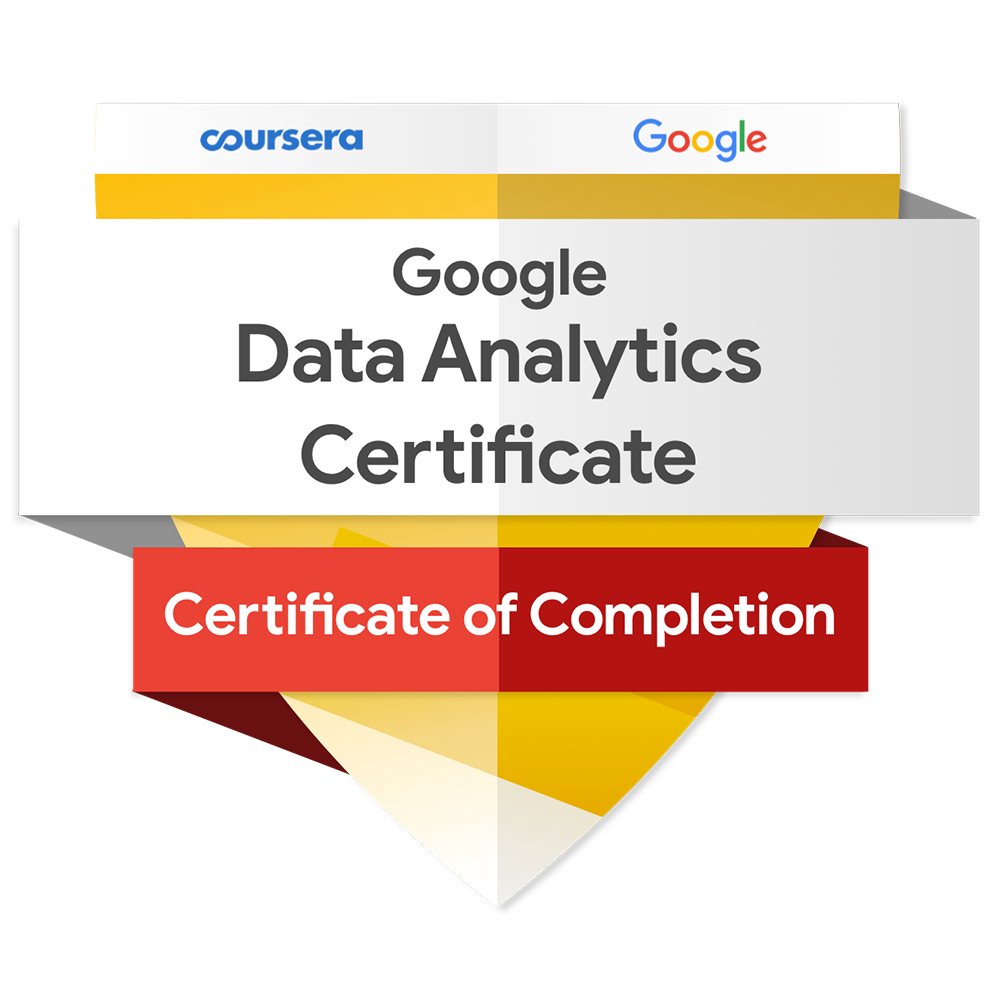 coursera Google
Google
Data Analytics
Certificate
Certificate of Completion